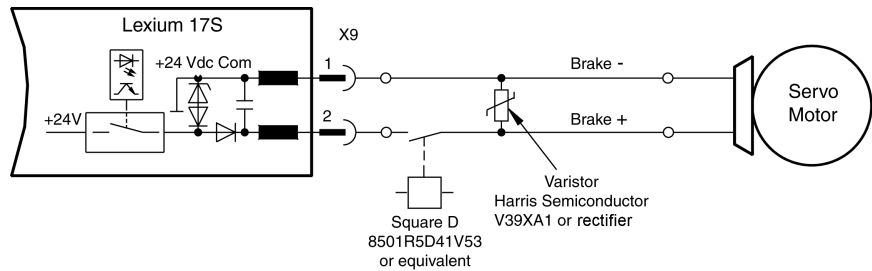 Lexium 17S
X9
+24 Vdc Com
1
Brake -
Servo
Motor
+24V
2
Brake +
Varistor
Harris Semiconductor
V39XA1 or rectifier
Square D
8501R5D41V53
or equivalent